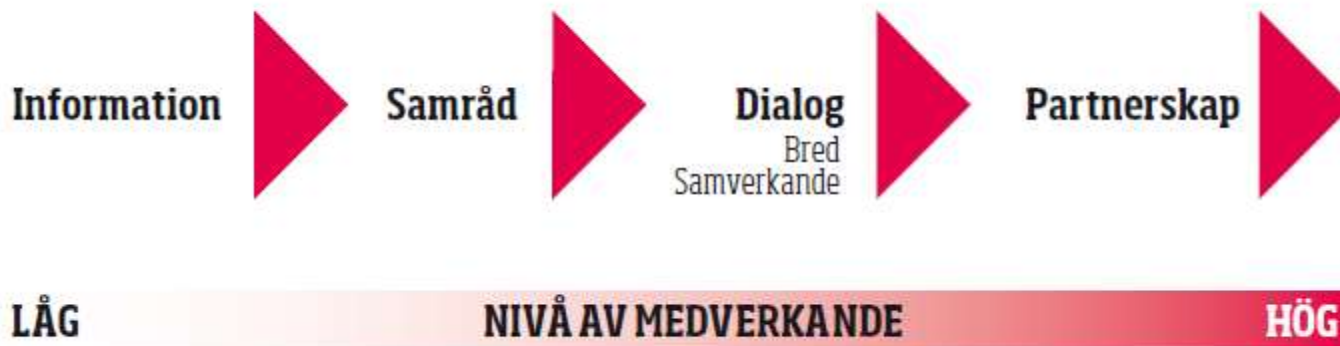 Information
Samråd
Dialog
Bred
Samverkande
Partnerskap
LÅG
NIVÅ AV MEDVERKANDE
HÖG